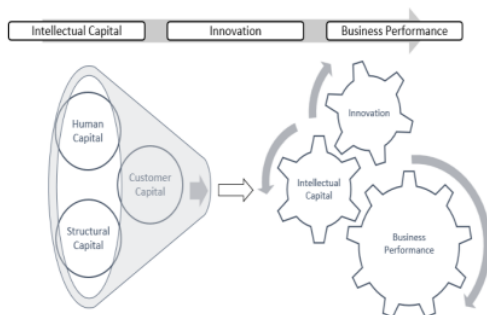 Intellectual Capital
Innovation
Business Performance
Human
Capital
Customer
Capital
Structural
Capital
Innovation
Intellectual
Capital
Business
Performance